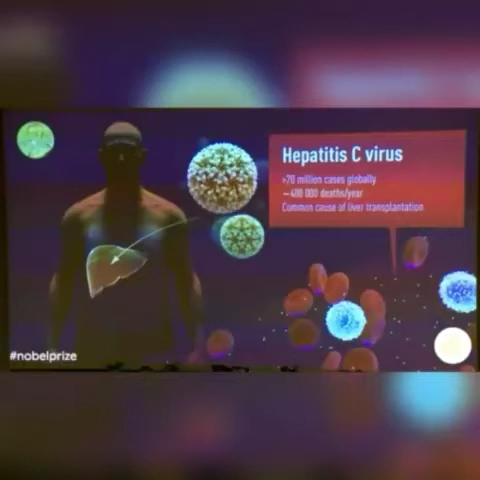 Hepatitis C virus
>70 million cases globally
~400 000 deaths/year
Common cause of liver transplantation
#nobelprize